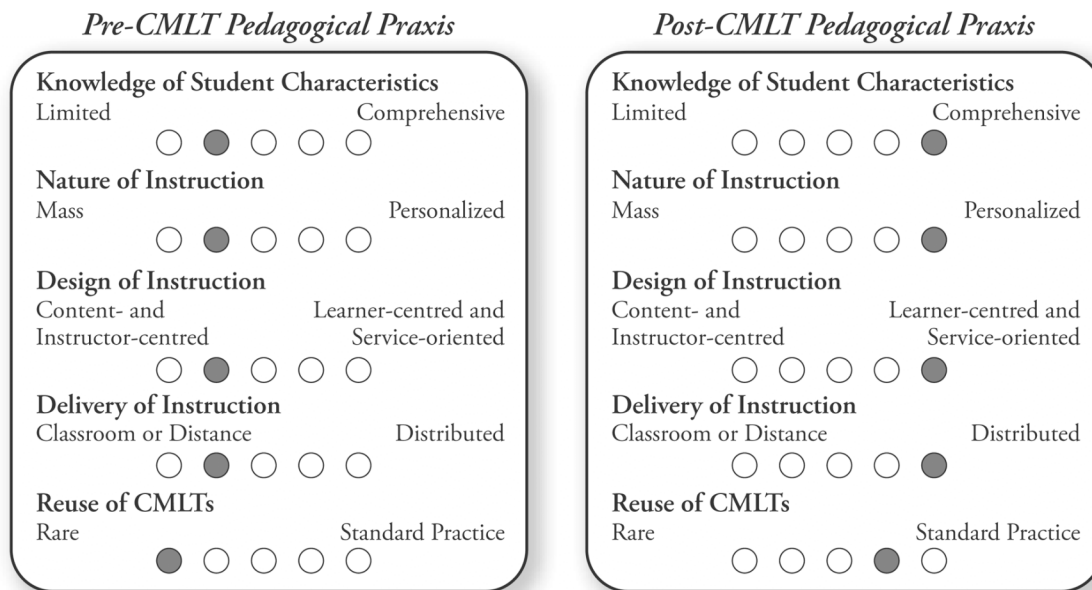 Pre-CMLT Pedagogical Praxis
Knowledge of Student Characteristics
Limited Comprehensive
Nature of Instruction
Mass Personalized
Design of Instruction
Content- and Learner-centred and
Instructor-centred Service-oriented
Delivery of Instruction
Classroom or Distance Distributed
Reuse of CMLTs
Rare Standard Practice
Post-CMLT Pedagogical Praxis
Knowledge of Student Characteristics
Limited Comprehensive
Nature of Instruction
Mass Personalized
Design of Instruction
Content- and Learner-centred and
Instructor-centred Service-oriented
Delivery of Instruction
Classroom or Distance Distributed
Reuse of CMLTs
Rare Standard Practice